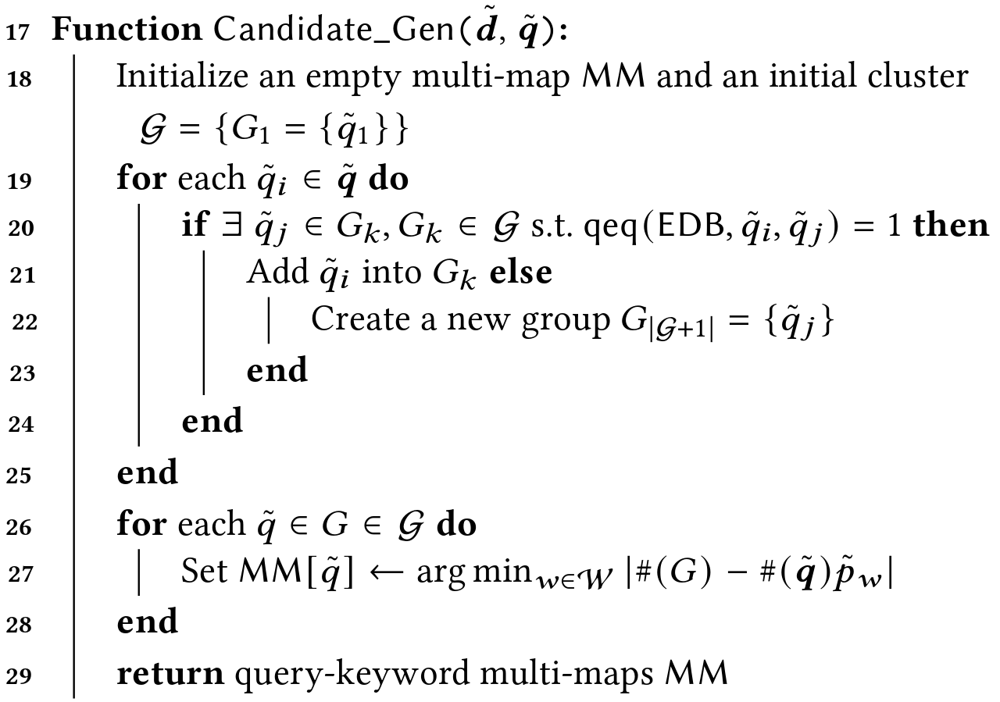 17 Function Candidate_Gen(d̃, q̃):
18 Initialize an empty multi-map MM and an initial cluster
𝒢 = {G₁ = {q̃₁}}
19 for each q̃ᵢ ∈ q̃ do
20 if ∃ q̃ⱼ ∈ Gₖ, Gₖ ∈ 𝒢 s.t. qeq(EDB, q̃ᵢ, q̃ⱼ) = 1 then
21 Add q̃ᵢ into Gₖ else
22 Create a new group G_{|𝒢+1|} = {q̃ⱼ}
23 end
24 end
25 end
26 for each q̃ ∈ G ∈ 𝒢 do
27 Set MM[q̃] ← arg min_{w∈𝒲} |#(G) − #(q̃)p̃_w|
28 end
29 return query-keyword multi-maps MM